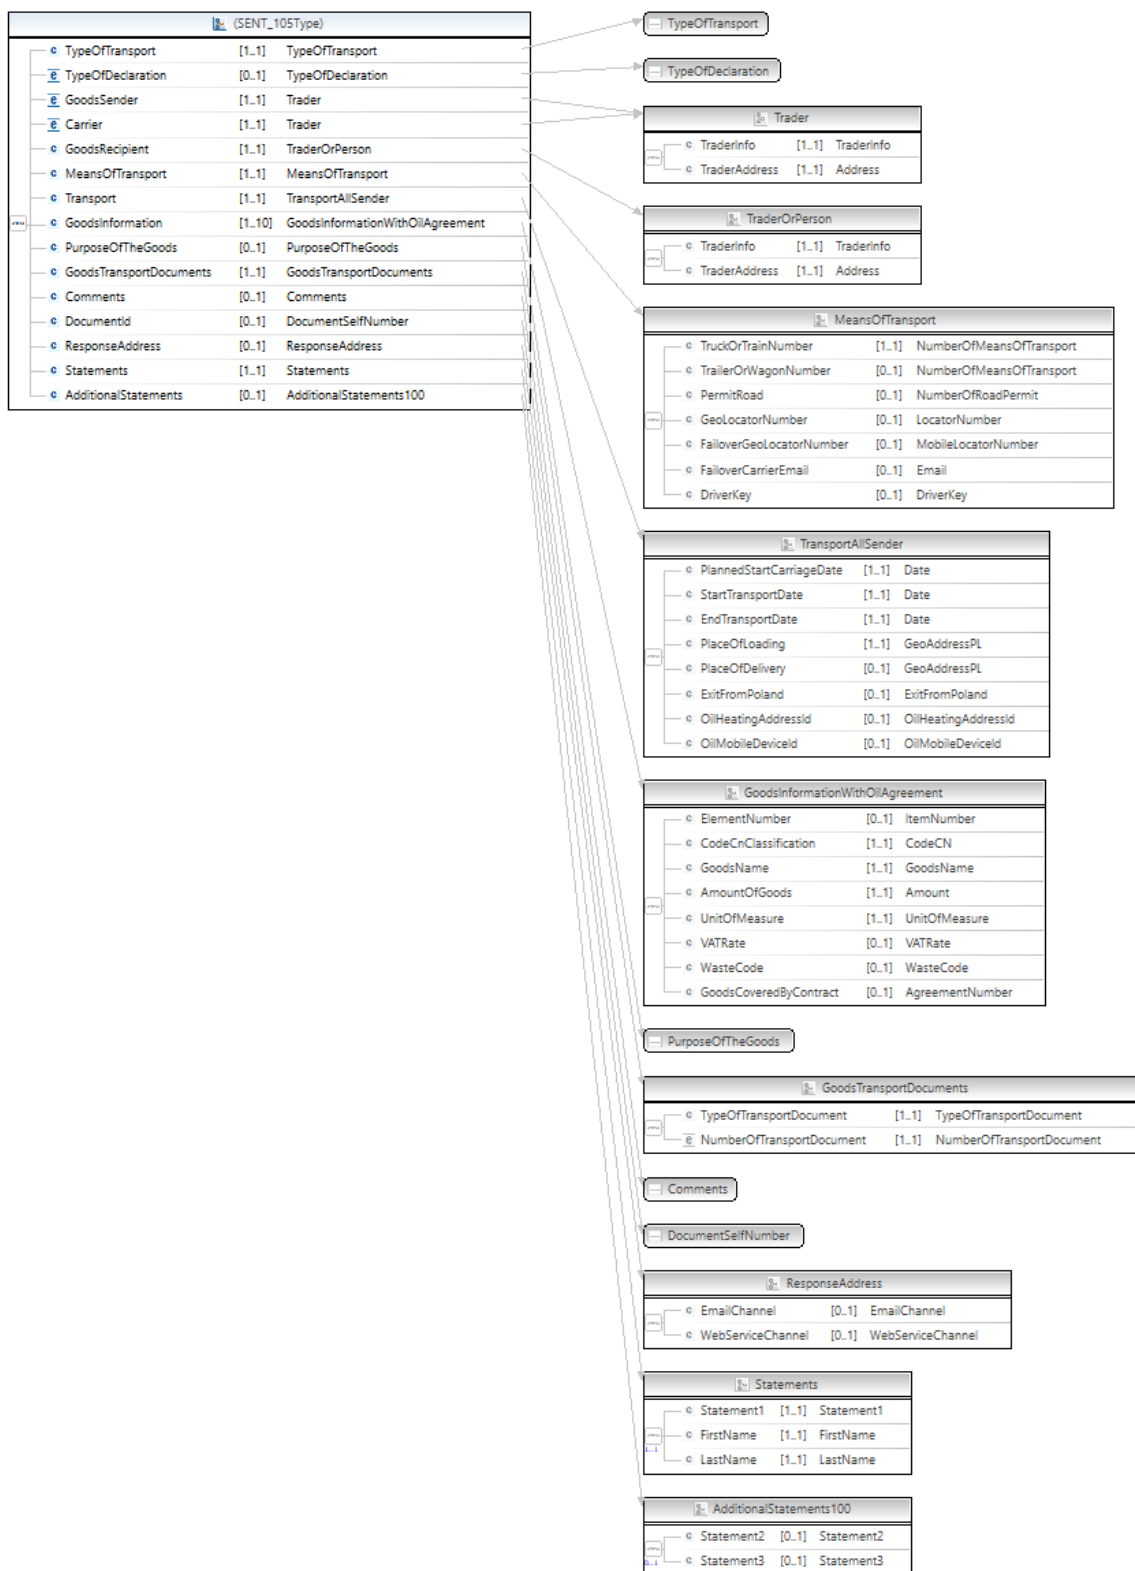 (SENT_105Type)
TypeOfTransport [1..1] TypeOfTransport
e TypeOfDeclaration [0..1] TypeOfDeclaration
e GoodsSender [1..1] Trader
e Carrier [1..1] Trader
GoodsRecipient [1..1] TraderOrPerson
MeansOfTransport [1..1] MeansOfTransport
Transport [1..1] TransportAllSender
GoodsInformation [1..10] GoodsInformationWithOilAgreement
PurposeOfTheGoods [0..1] PurposeOfTheGoods
GoodsTransportDocuments [1..1] GoodsTransportDocuments
Comments [0..1] Comments
DocumentId [0..1] DocumentSelfNumber
ResponseAddress [0..1] ResponseAddress
Statements [1..1] Statements
AdditionalStatements [0..1] AdditionalStatements100
TypeOfTransport
TypeOfDeclaration
Trader
TraderInfo [1..1] TraderInfo
TraderAddress [1..1] Address
TraderOrPerson
TraderInfo [1..1] TraderInfo
TraderAddress [1..1] Address
MeansOfTransport
TruckOrTrainNumber [1..1] NumberOfMeansOfTransport
TrailerOrWagonNumber [0..1] NumberOfMeansOfTransport
PermitRoad [0..1] NumberOfRoadPermit
GeoLocatorNumber [0..1] LocatorNumber
FailoverGeoLocatorNumber [0..1] MobileLocatorNumber
FailoverCarrierEmail [0..1] Email
DriverKey [0..1] DriverKey
TransportAllSender
PlannedStartCarriageDate [1..1] Date
StartTransportDate [1..1] Date
EndTransportDate [1..1] Date
PlaceOfLoading [1..1] GeoAddressPL
PlaceOfDelivery [0..1] GeoAddressPL
ExitFromPoland [0..1] ExitFromPoland
OilHeatingAddressId [0..1] OilHeatingAddressId
OilMobileDeviceId [0..1] OilMobileDeviceId
GoodsInformationWithOilAgreement
ElementNumber [0..1] ItemNumber
CodeCnClassification [1..1] CodeCN
GoodsName [1..1] GoodsName
AmountOfGoods [1..1] Amount
UnitOfMeasure [1..1] UnitOfMeasure
VATRate [0..1] VATRate
WasteCode [0..1] WasteCode
GoodsCoveredByContract [0..1] AgreementNumber
PurposeOfTheGoods
GoodsTransportDocuments
TypeOfTransportDocument [1..1] TypeOfTransportDocument
e NumberOfTransportDocument [1..1] NumberOfTransportDocument
Comments
DocumentSelfNumber
ResponseAddress
EmailChannel [0..1] EmailChannel
WebServiceChannel [0..1] WebServiceChannel
Statements
Statement1 [1..1] Statement1
FirstName [1..1] FirstName
1..1
LastName [1..1] LastName
AdditionalStatements100
Statement2 [0..1] Statement2
0..1
Statement3 [0..1] Statement3